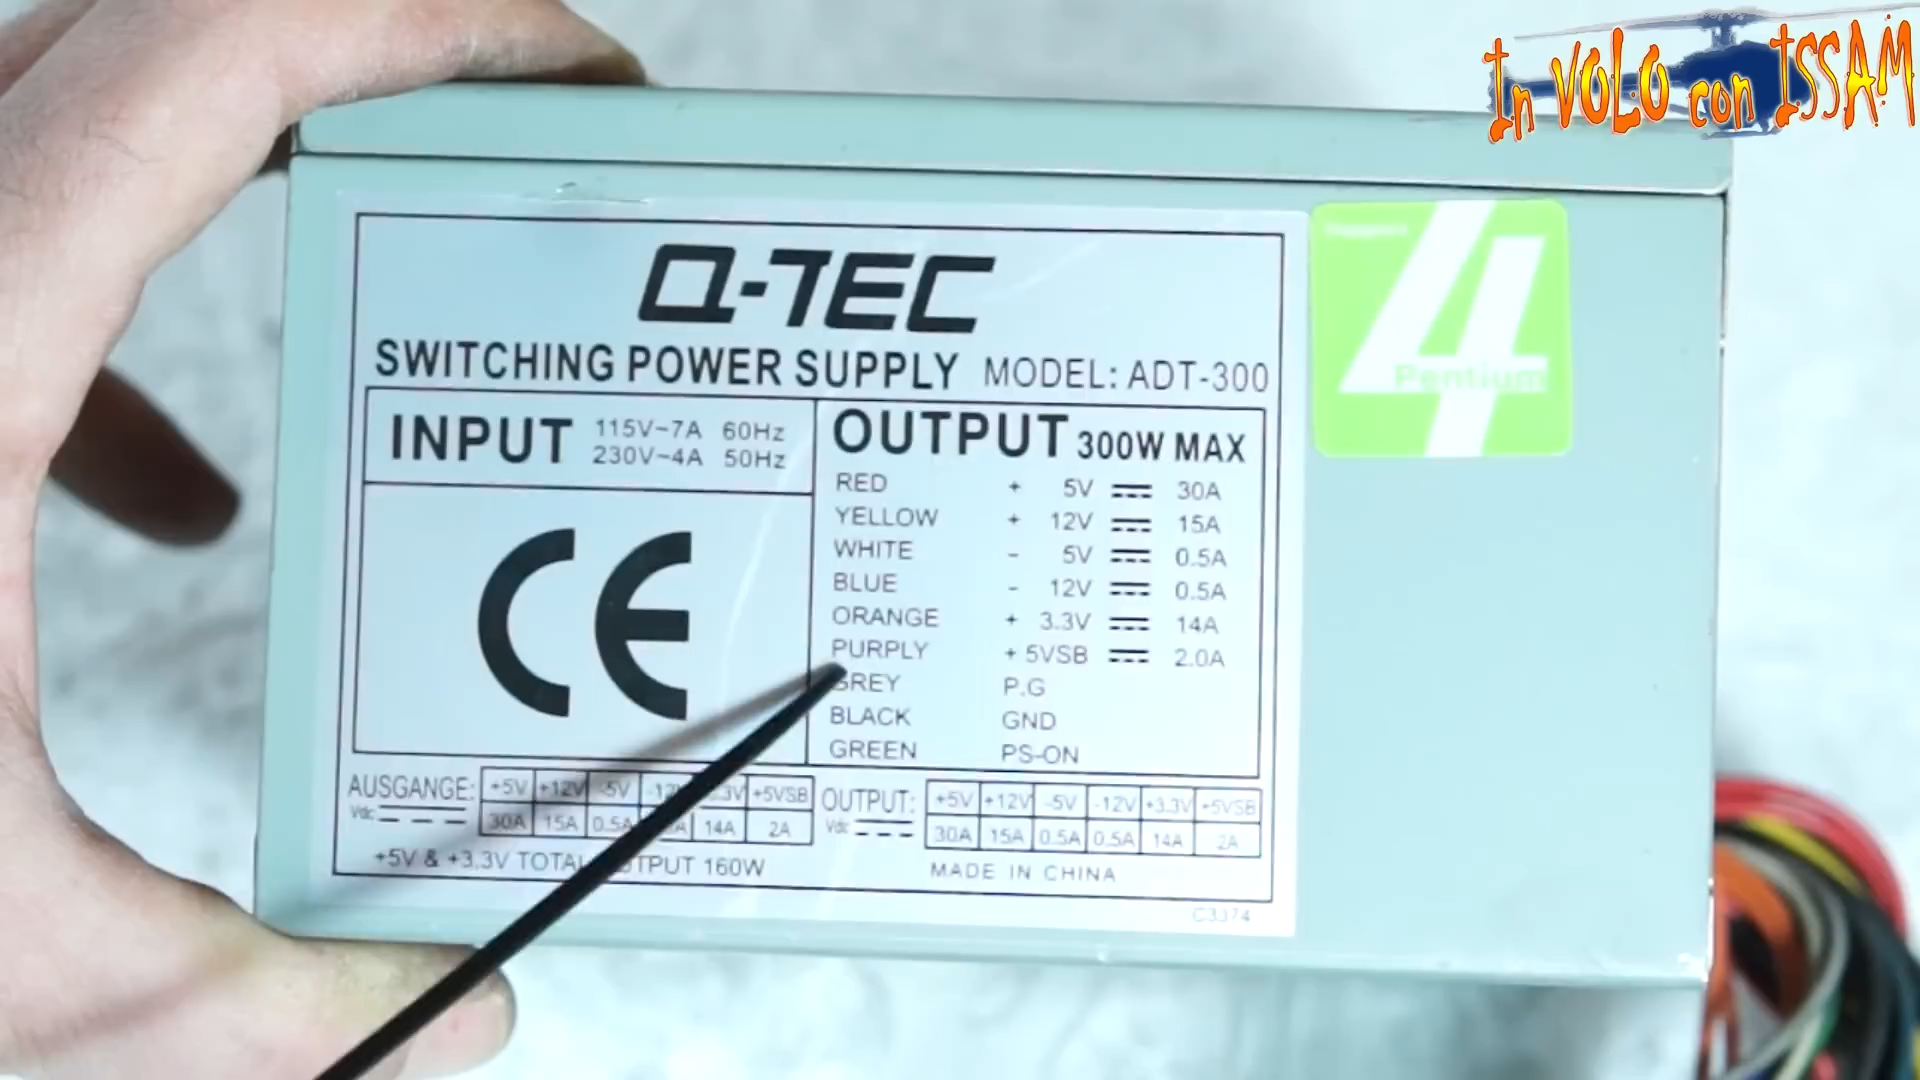 In VOLO con ISSAM
Q-TEC
SWITCHING POWER SUPPLY MODEL: ADT-300
INPUT 115V~7A 60Hz
230V~4A 50Hz
OUTPUT 300W MAX
RED + 5V 30A
YELLOW + 12V 15A
WHITE - 5V 0.5A
BLUE - 12V 0.5A
ORANGE + 3.3V 14A
PURPLY + 5VSB 2.0A
GREY P.G
BLACK GND
GREEN PS-ON
CE
AUSGANGE: +5V +12V -5V +5VSB
Vdc 30A 15A 0.5A 14A 2A
+5V & +3.3V TOTAL 160W
OUTPUT: +5V +12V -5V -12V +3.3V +5VSB
Vdc 30A 15A 0.5A 0.5A 14A 2A
MADE IN CHINA
C3374
4
Pentium